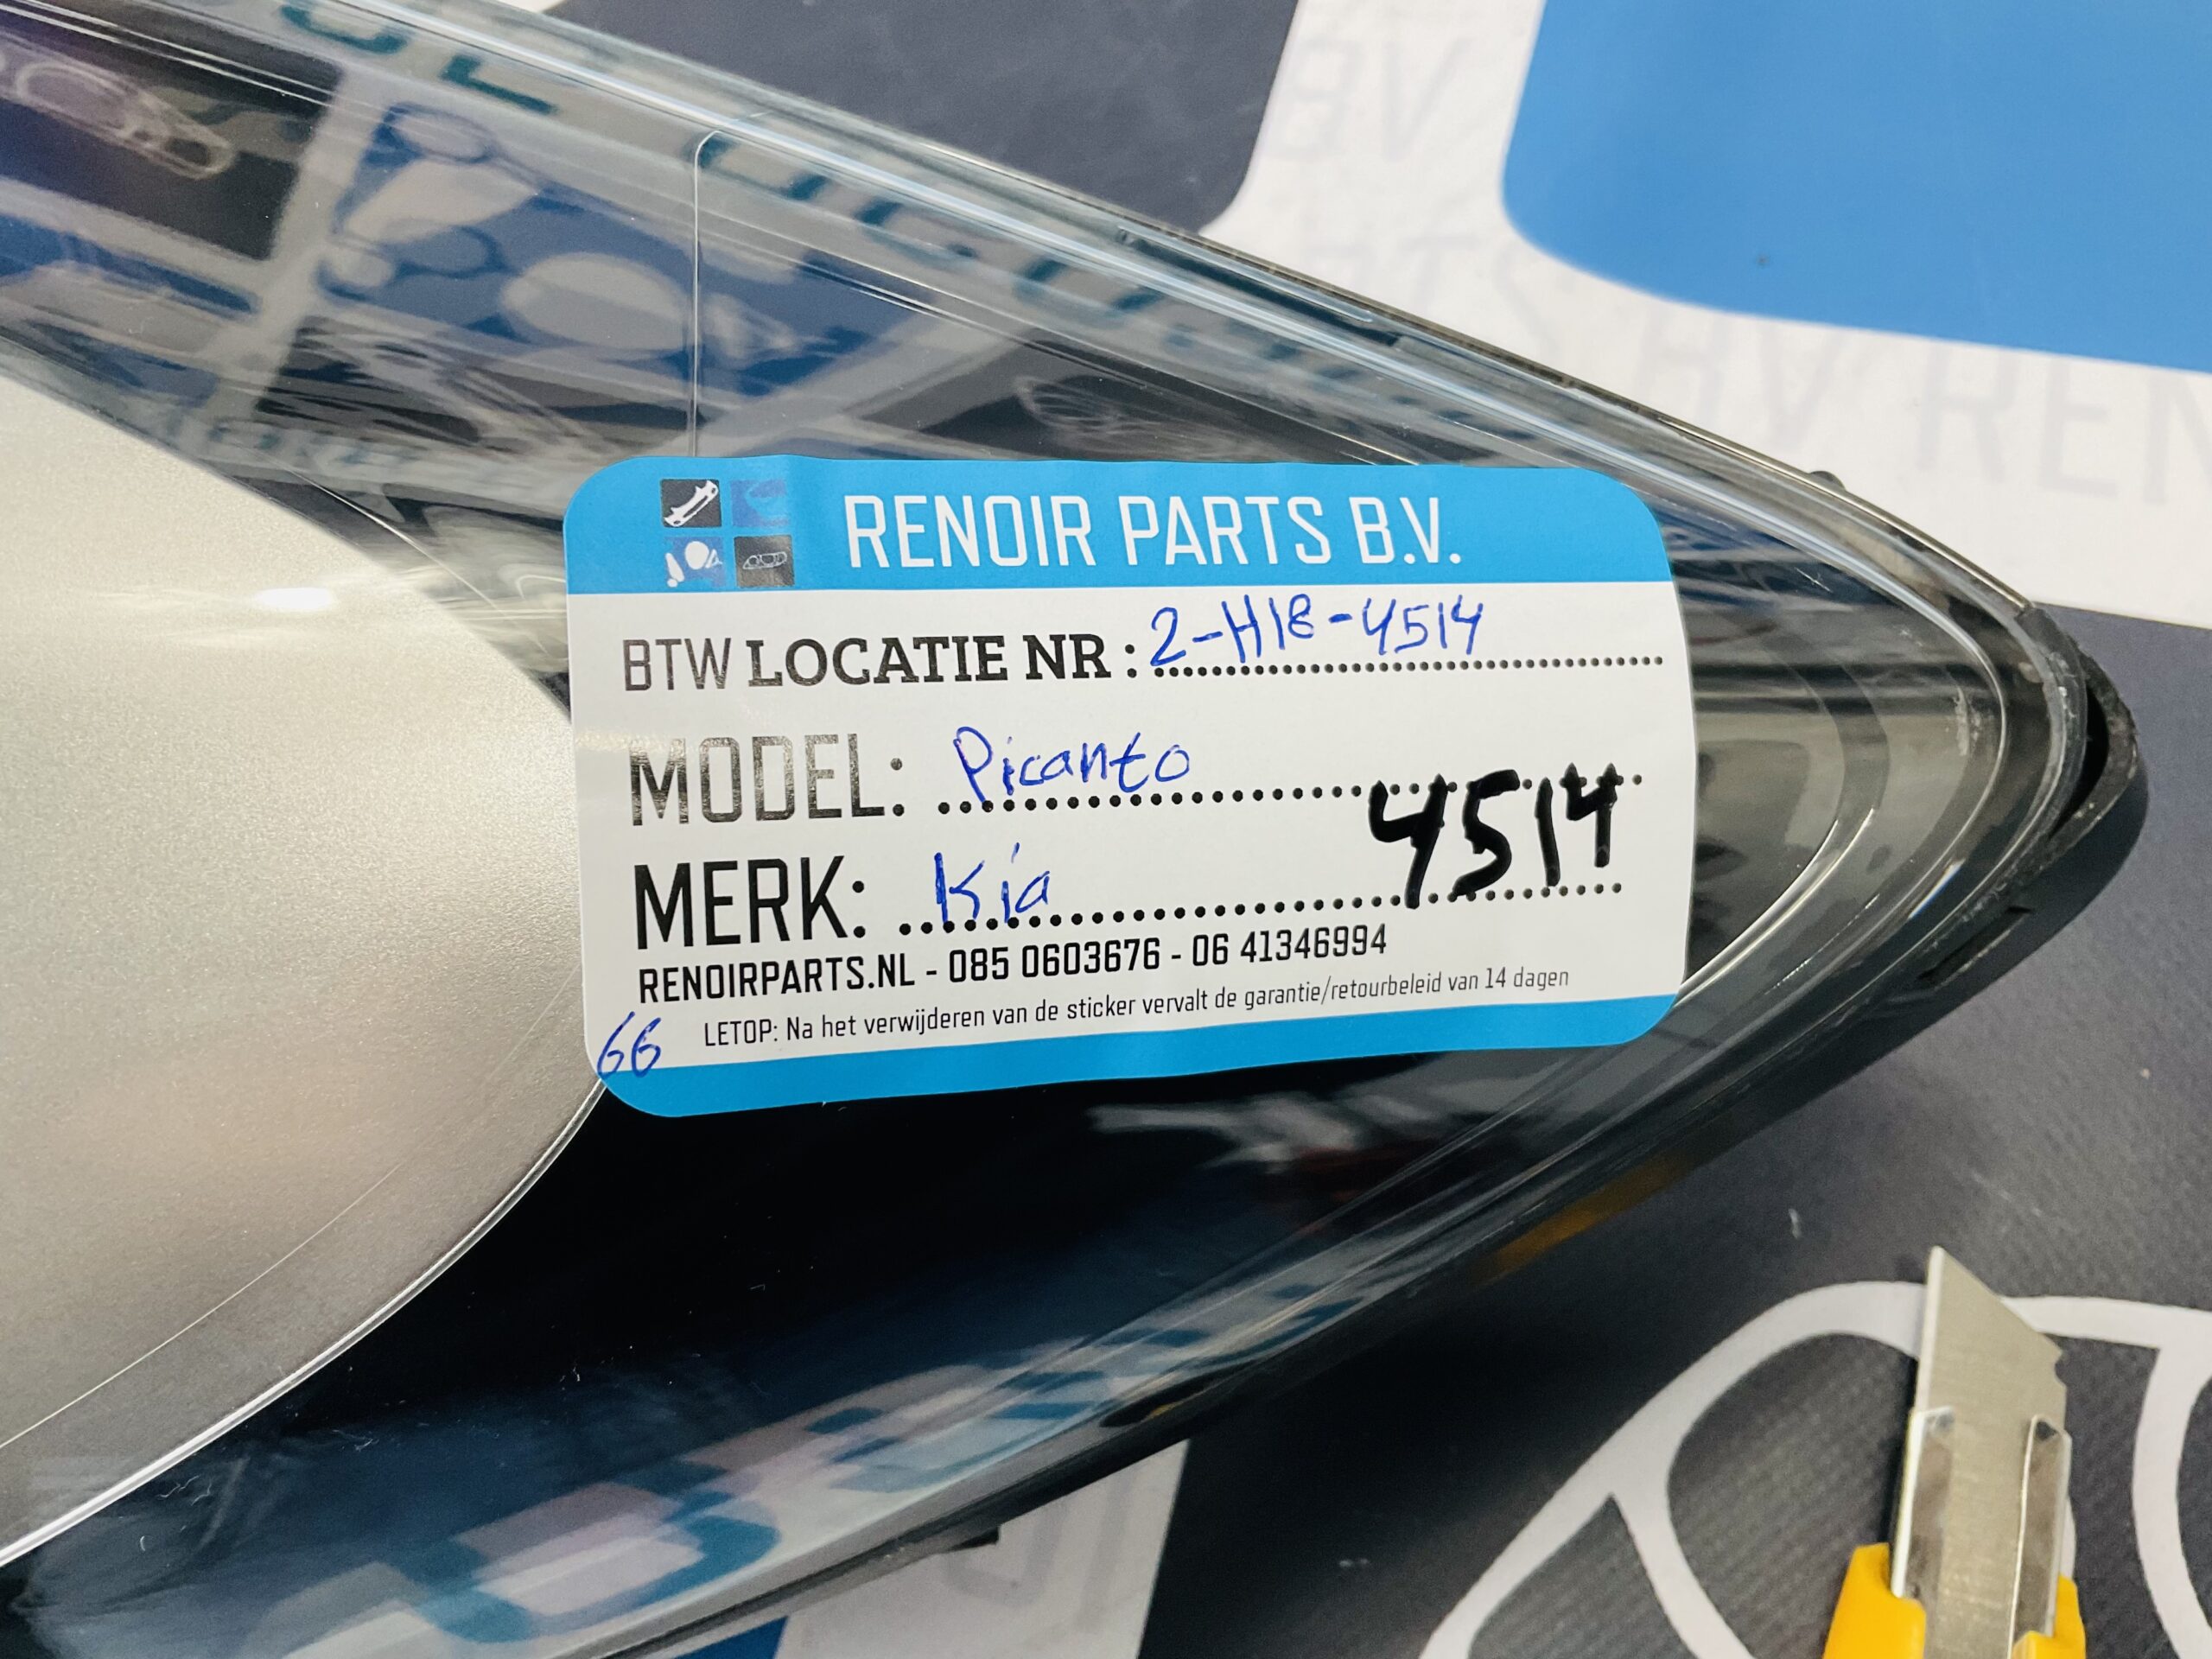 RENOIR PARTS B.V.
BTW LOCATIE NR : 2-H18-4514
MODEL: Picanto
4514
MERK: Kia
RENOIRPARTS.NL - 085 0603676 - 06 41346994
66 LETOP: Na het verwijderen van de sticker vervalt de garantie/retourbeleid van 14 dagen